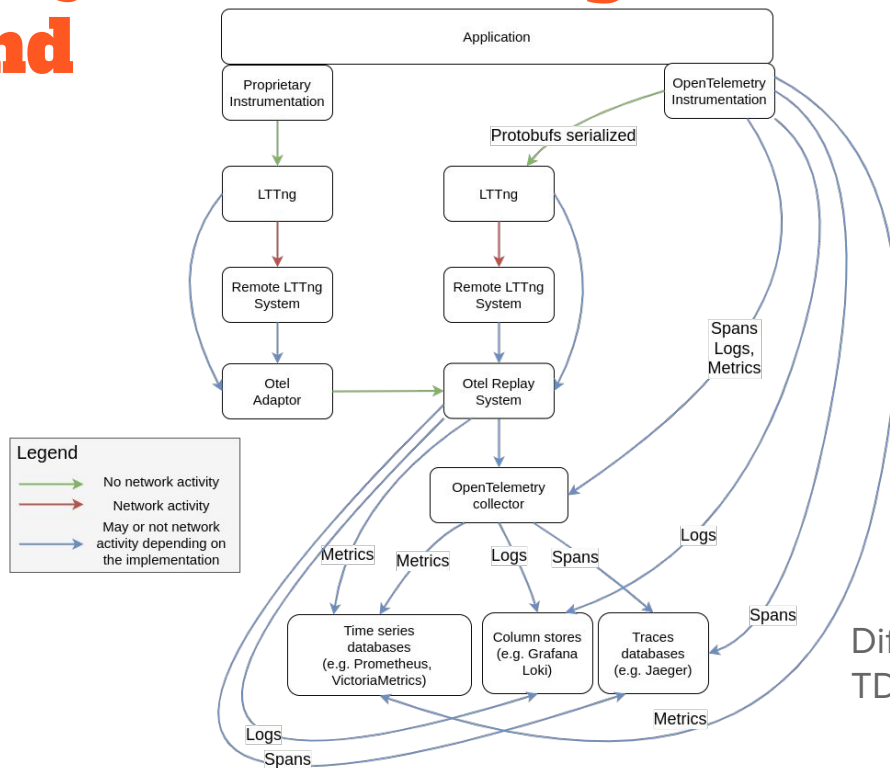 nd
Application
Proprietary
Instrumentation
OpenTelemetry
Instrumentation
Protobufs serialized
LTTng
LTTng
Remote LTTng
System
Remote LTTng
System
Spans
Logs,
Metrics
Otel
Adaptor
Otel Replay
System
Legend
No network activity
Network activity
May or not network
activity depending on
the implementation
OpenTelemetry
collector
Metrics
Metrics
Logs
Spans
Logs
Spans
Time series
databases
(e.g. Prometheus,
VictoriaMetrics)
Column stores
(e.g. Grafana
Loki)
Traces
databases
(e.g. Jaeger)
Dif
TD
Metrics
Logs
Spans